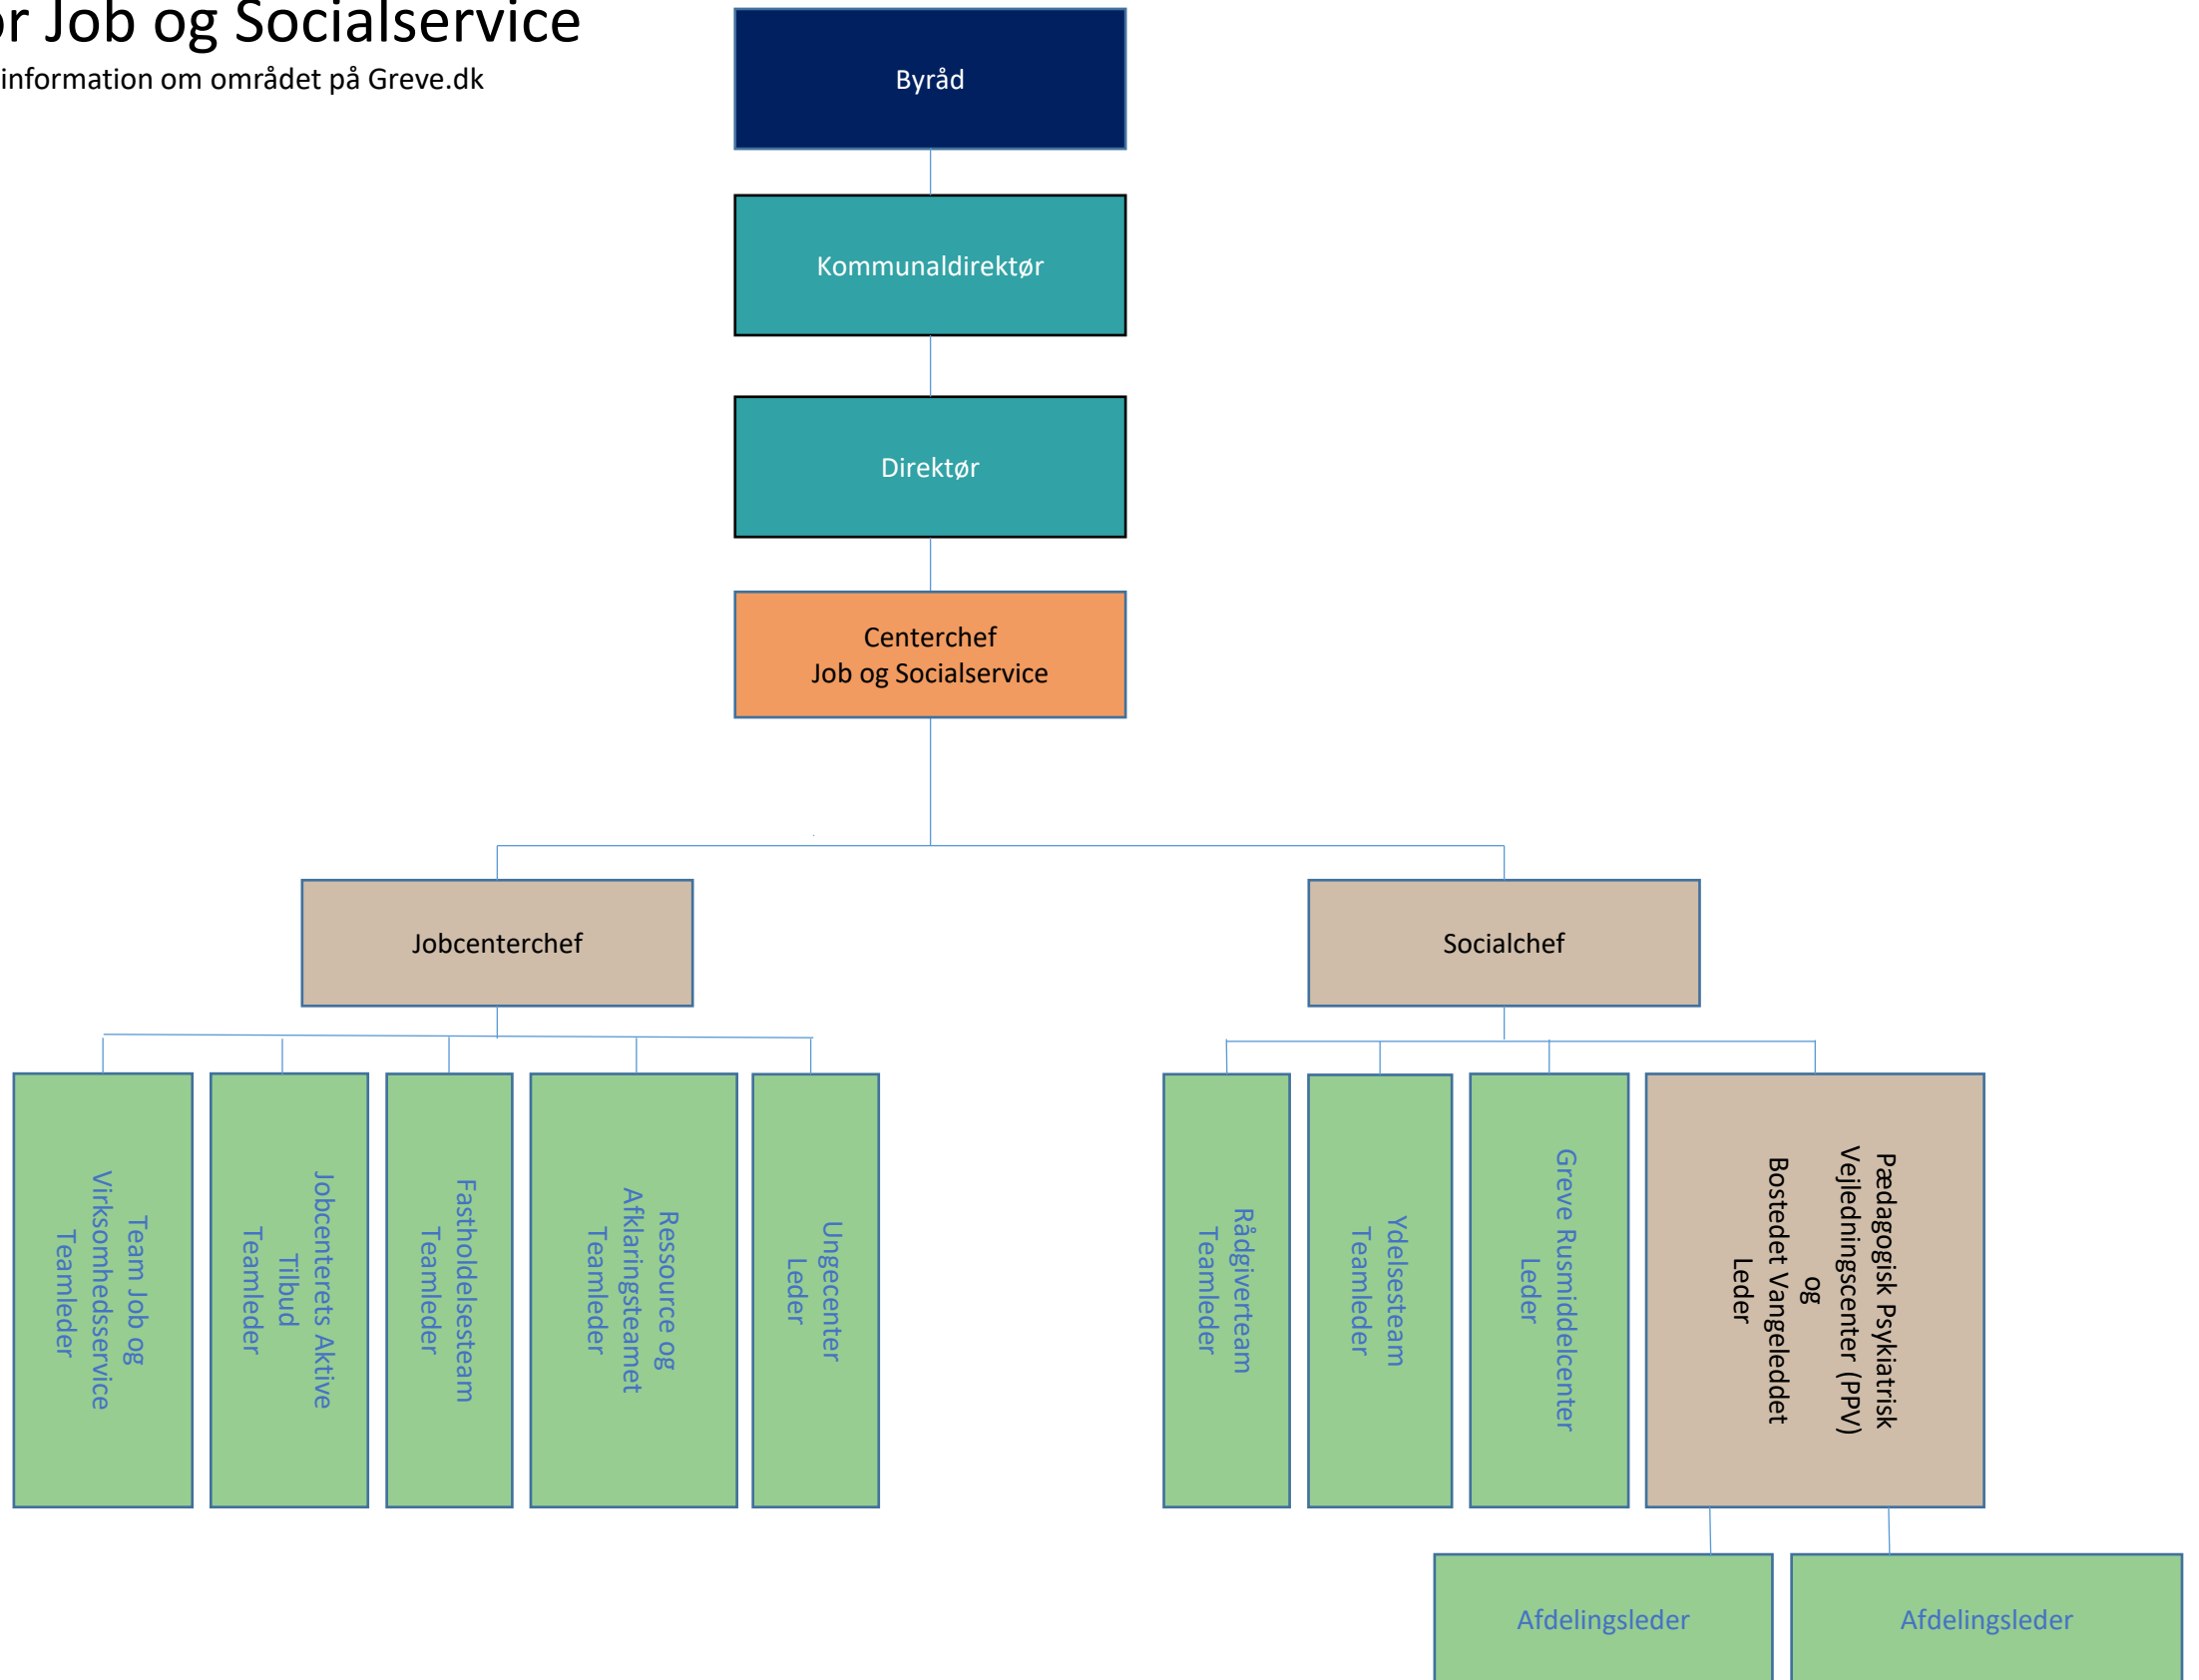 r Job og Socialservice
information om området på Greve.dk
Byråd
Kommunaldirektør
Direktør
Centerchef
Job og Socialservice
Jobcenterchef
Socialchef
Team Job og
Virksomhedsservice
Teamleder
Jobcenterets Aktive
Tilbud
Teamleder
Fastholdelsesteam
Teamleder
Ressource og
Afklaringsteamet
Teamleder
Ungecenter
Leder
Rådgiverteam
Teamleder
Ydelsesteam
Teamleder
Greve Rusmiddelcenter
Leder
Pædagogisk Psykiatrisk
Vejledningscenter (PPV)
og
Bostedet Vangeleddet
Leder
Afdelingsleder
Afdelingsleder